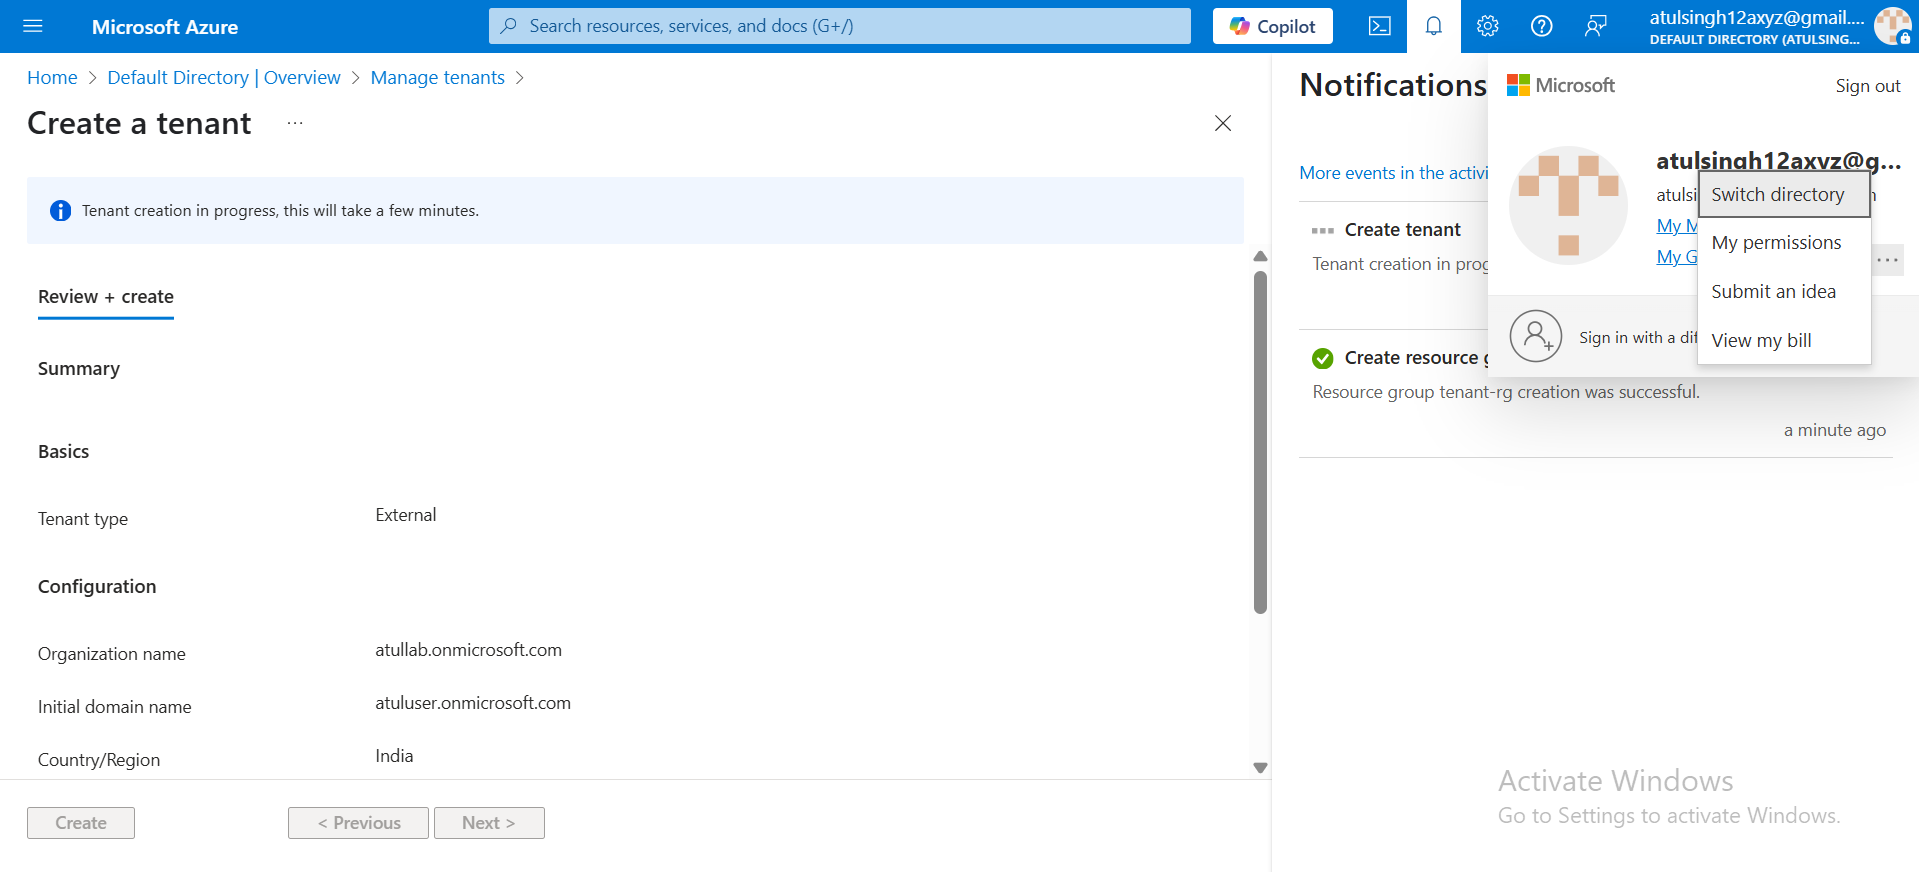 Microsoft Azure
Search resources, services, and docs (G+/)
Copilot
atulsingh12axyz@gmail....
DEFAULT DIRECTORY (ATULSING...
Home > Default Directory | Overview > Manage tenants >
Create a tenant ...
Tenant creation in progress, this will take a few minutes.
Review + create
Summary
Basics
Tenant type External
Configuration
Organization name atullab.onmicrosoft.com
Initial domain name atuluser.onmicrosoft.com
Country/Region India
Create
< Previous
Next >
Notifications
More events in the activi
Create tenant
Tenant creation in prog
Create resource g
Resource group tenant-rg creation was successful.
a minute ago
Microsoft
Sign out
atulsingh12axyz@g...
atulsi
My M
My G
...
Sign in with a dif
Switch directory
My permissions
Submit an idea
View my bill
Activate Windows
Go to Settings to activate Windows.